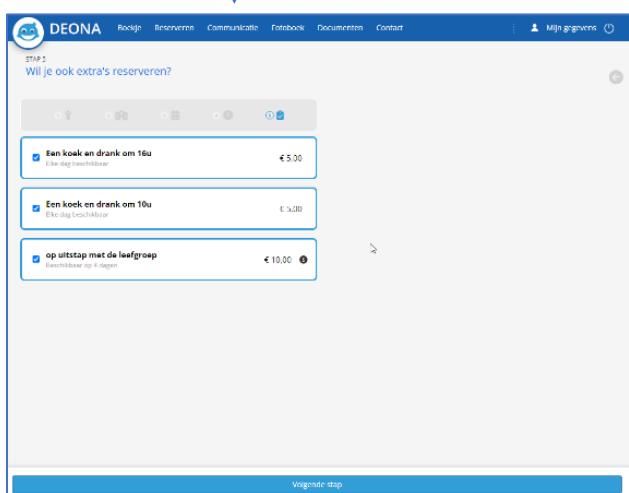 DEONA Boekje Reserveren Communicatie Fotoboek Documenten Contact Mijn gegevens
STAP 5
Wil je ook extra's reserveren?
Een koek en drank om 16u € 5,00
Elke dag beschikbaar
Een koek en drank om 10u € 5,00
Elke dag beschikbaar
op uitstap met de leefgroep € 10,00
Beschikbaar op 4 dagen
Volgende stap